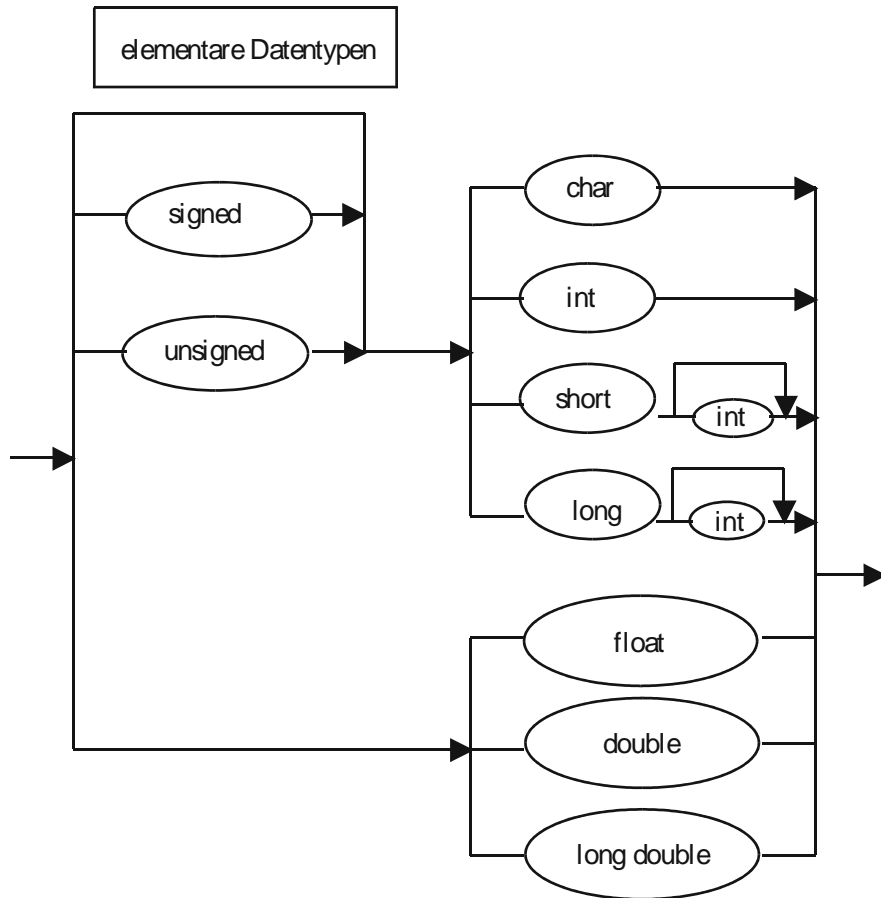 elementare Datentypen
signed
unsigned
char
int
short
int
long
int
float
double
long double